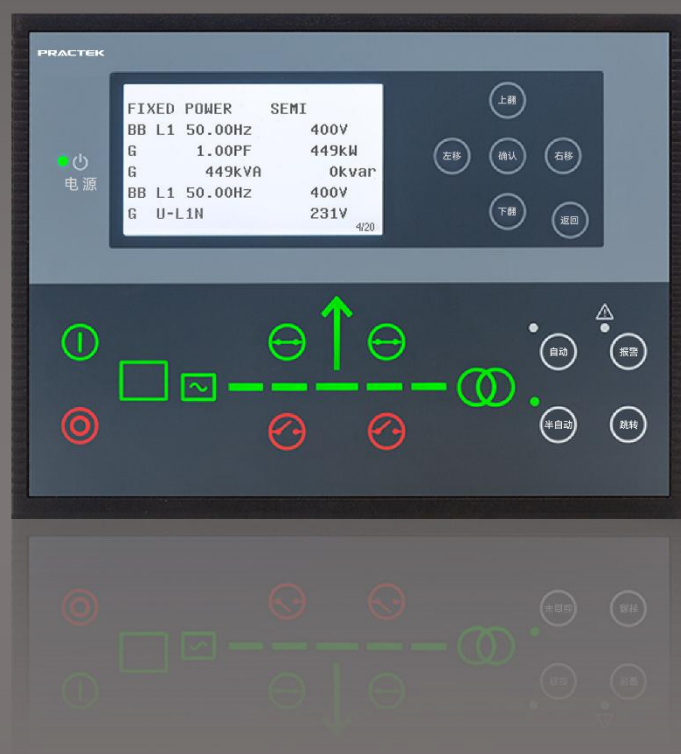 PRACTEK
FIXED POWER SEMI
BB L1 50.00Hz 400V
G 1.00PF 449kW
G 449kVA 0kvar
BB L1 50.00Hz 400V
G U-L1N 231V
4/20
电源
上翻
左移 确认 右移
下翻 返回
自动 报警
半自动 跳转